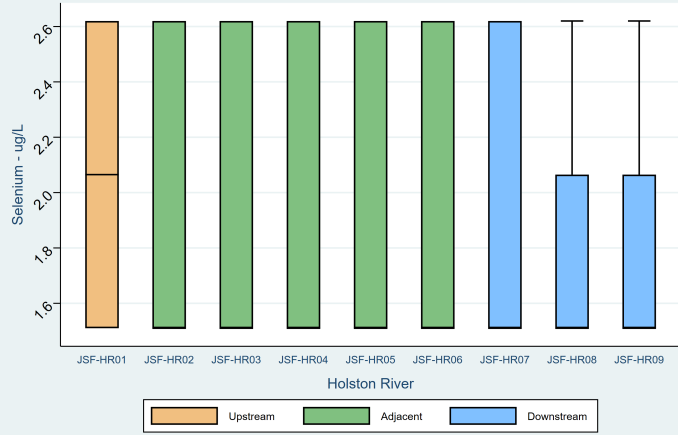 Selenium - ug/L
2.6
2.4
2.2
2.0
1.8
1.6
JSF-HR01 JSF-HR02 JSF-HR03 JSF-HR04 JSF-HR05 JSF-HR06 JSF-HR07 JSF-HR08 JSF-HR09
Holston River
Upstream Adjacent Downstream